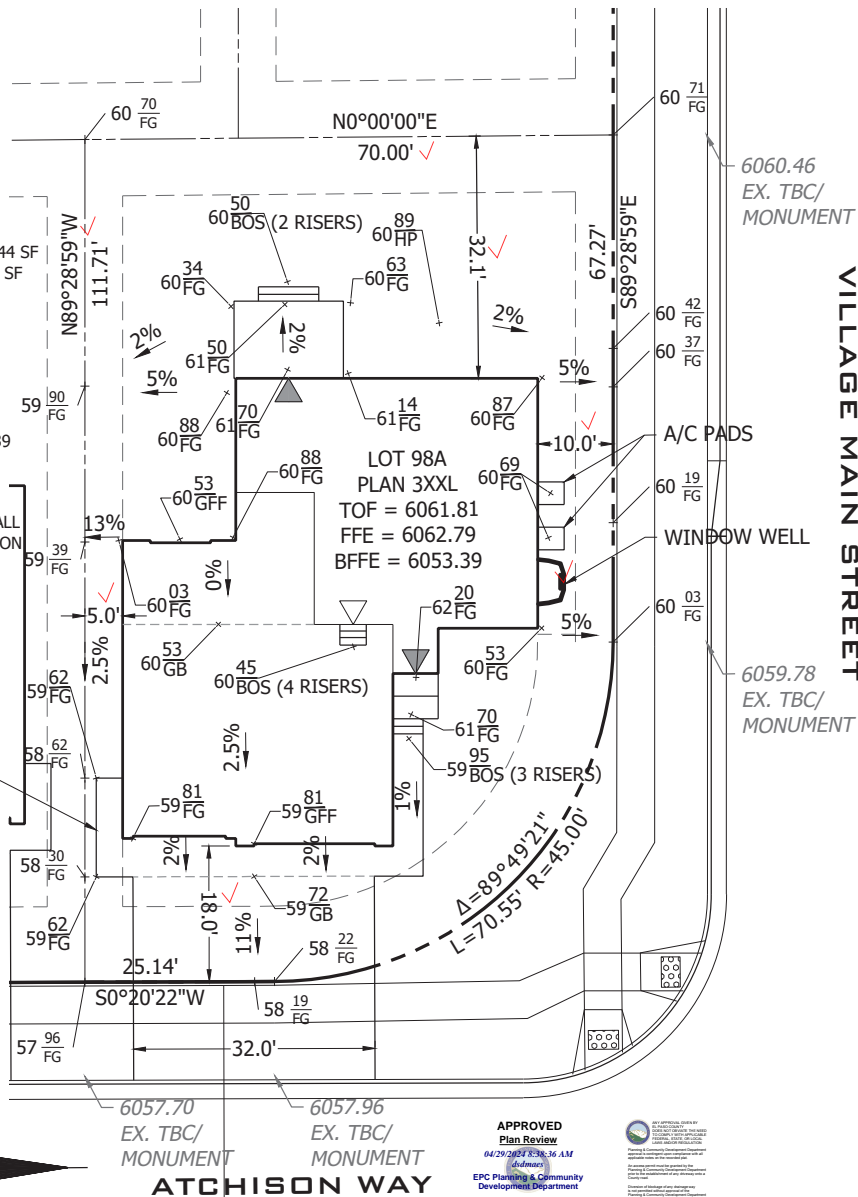 60 70 FG
N0°00'00"E
70.00'
60 71 FG
6060.46
EX. TBC/
MONUMENT
44 SF
SF
N89°28'59"W
111.71'
60 50 BOS (2 RISERS)
60 89 HP
32.1'
67.27'
S89°28'59"E
60 34 FG
60 63 FG
VILLAGE MAIN STREET
2%
2%
2%
60 42 FG
61 50 FG
5%
5%
60 37 FG
59 90 FG
60 88 FG
61 70 FG
61 14 FG
60 87 FG
10.0'
A/C PADS
LOT 98A
PLAN 3XXL
TOF = 6061.81
FFE = 6062.79
BFFE = 6053.39
60 88 FG
60 69 FG
60 53 GFF
60 19 FG
13%
ALL
ON
WINDOW WELL
59 39 FG
0%
60 03 FG
62 20 FG
60 03 FG
5.0'
5%
2.5%
60 53 GB
60 45 BOS (4 RISERS)
60 53 FG
59 62 FG
6059.78
EX. TBC/
MONUMENT
61 70 FG
58 62 FG
2.5%
59 95 BOS (3 RISERS)
1%
59 81 FG
59 81 GFF
Δ=89°49'21"
L=70.55' R=45.00'
2%
2%
58 30 FG
18.0'
59 72 GB
59 62 FG
11%
58 22 FG
25.14'
S0°20'22"W
58 19 FG
57 96 FG
32.0'
6057.70
EX. TBC/
MONUMENT
6057.96
EX. TBC/
MONUMENT
ATCHISON WAY
APPROVED
Plan Review
04/29/2024 8:38:36 AM
dsdmaes
EPC Planning & Community
Development Department